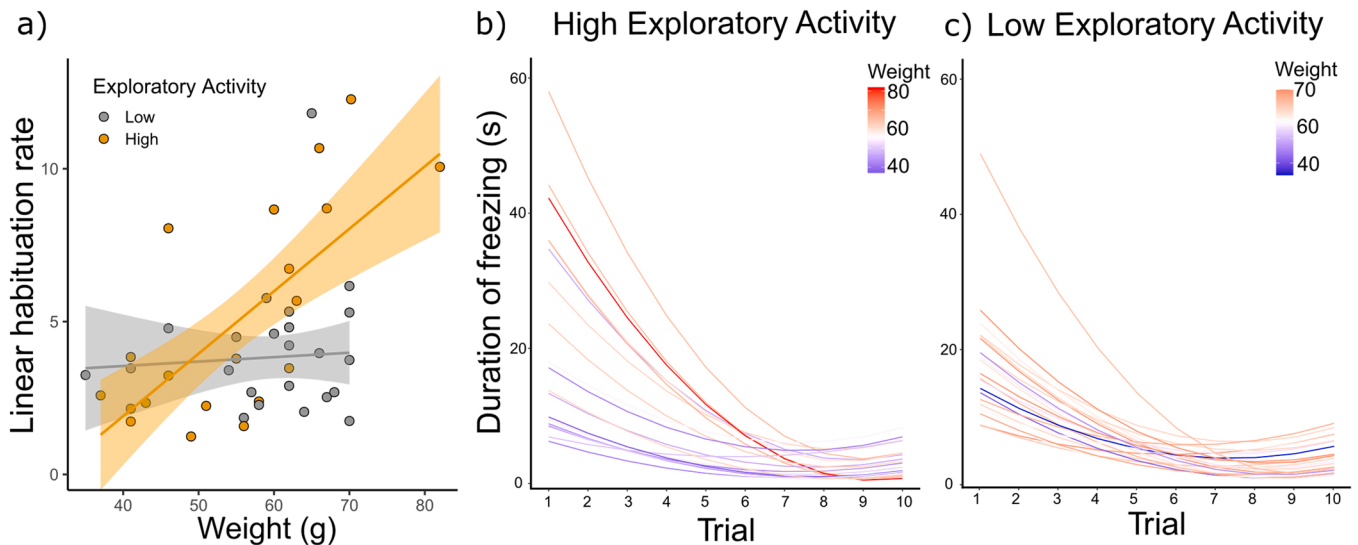 a)
Exploratory Activity
Low
High
Linear habituation rate
10
5
0
40
50
60
70
80
Weight (g)
b) High Exploratory Activity
Weight
80
60
40
Duration of freezing (s)
60
40
20
0
1 2 3 4 5 6 7 8 9 10
Trial
c) Low Exploratory Activity
Weight
70
60
40
60
40
20
0
1 2 3 4 5 6 7 8 9 10
Trial